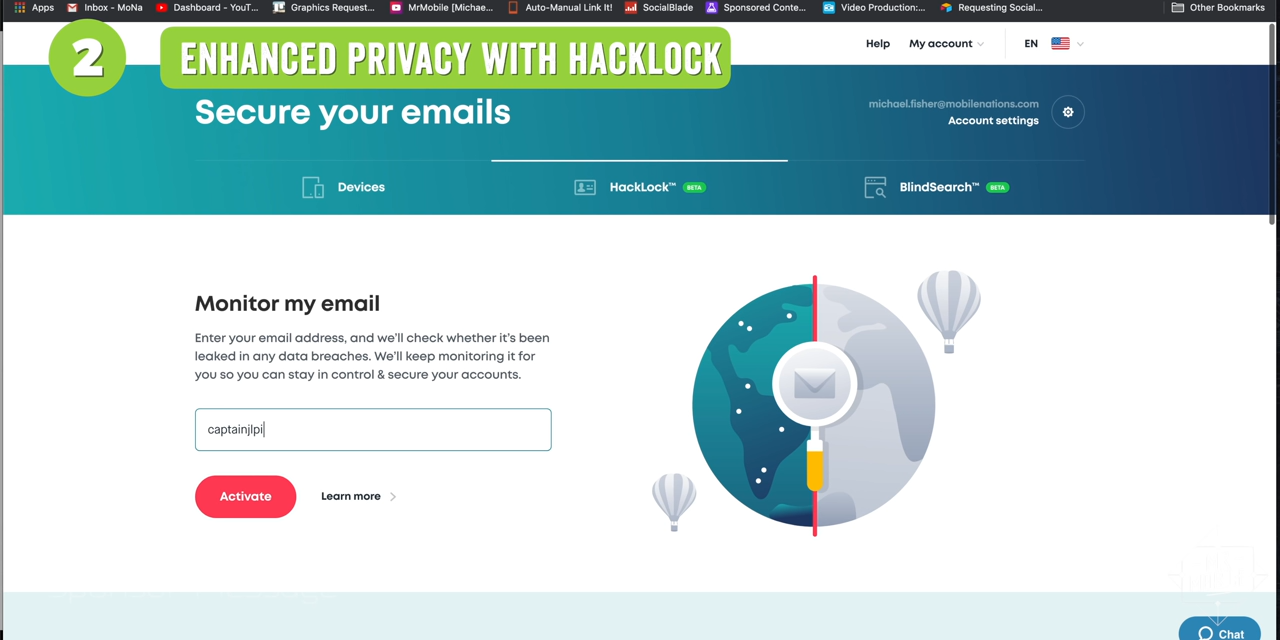 Apps Inbox - MoNa Dashboard - YouT... Graphics Request... MrMobile [Michae... Auto-Manual Link It! SocialBlade Sponsored Conte... Video Production:... Requesting Social... Other Bookmarks
2 ENHANCED PRIVACY WITH HACKLOCK
Help My account EN
Secure your emails
michael.fisher@mobilenations.com
Account settings
Devices HackLock™ BETA BlindSearch™ BETA
Monitor my email
Enter your email address, and we'll check whether it's been
leaked in any data breaches. We'll keep monitoring it for
you so you can stay in control & secure your accounts.
captainjlpi
Activate Learn more
Chat